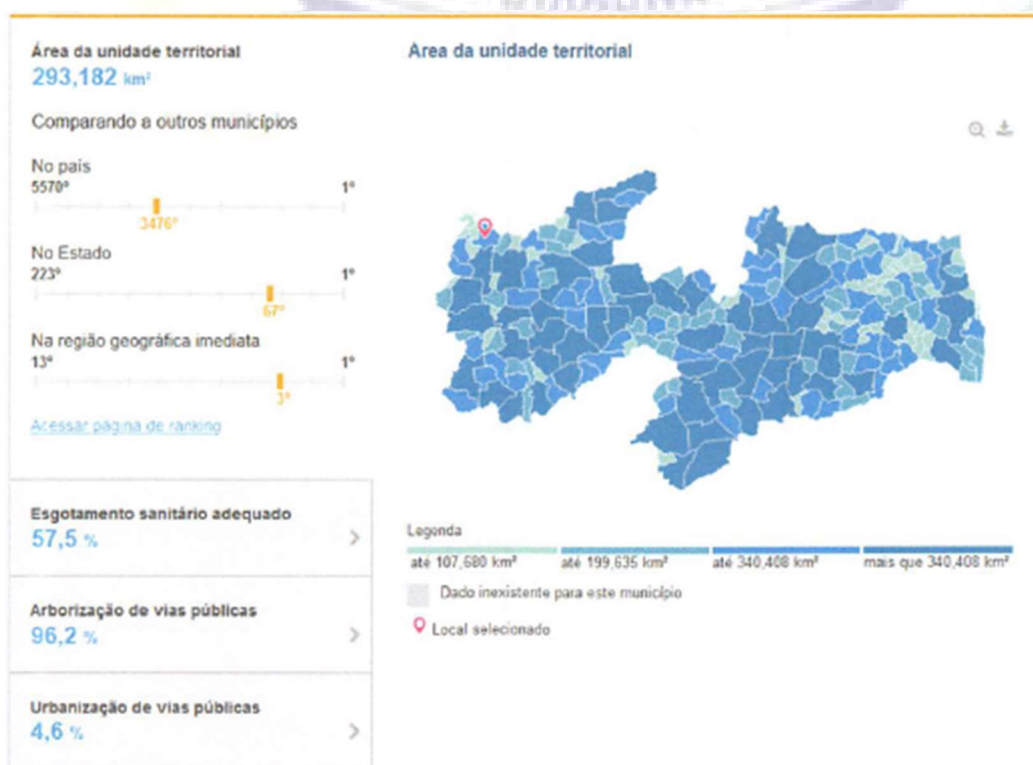 Área da unidade territorial
293,182 km²
Comparando a outros municípios
No país
5570º 1º
3476º
No Estado
223º 1º
67º
Na região geográfica imediata
13º 1º
3º
Acessar página de ranking
Esgotamento sanitário adequado
57,5 %
Arborização de vias públicas
96,2 %
Urbanização de vias públicas
4,6 %
Area da unidade territorial
Legenda
até 107,680 km² até 199,635 km² até 340,408 km² mais que 340,408 km²
Dado inexistente para este município
Local selecionado